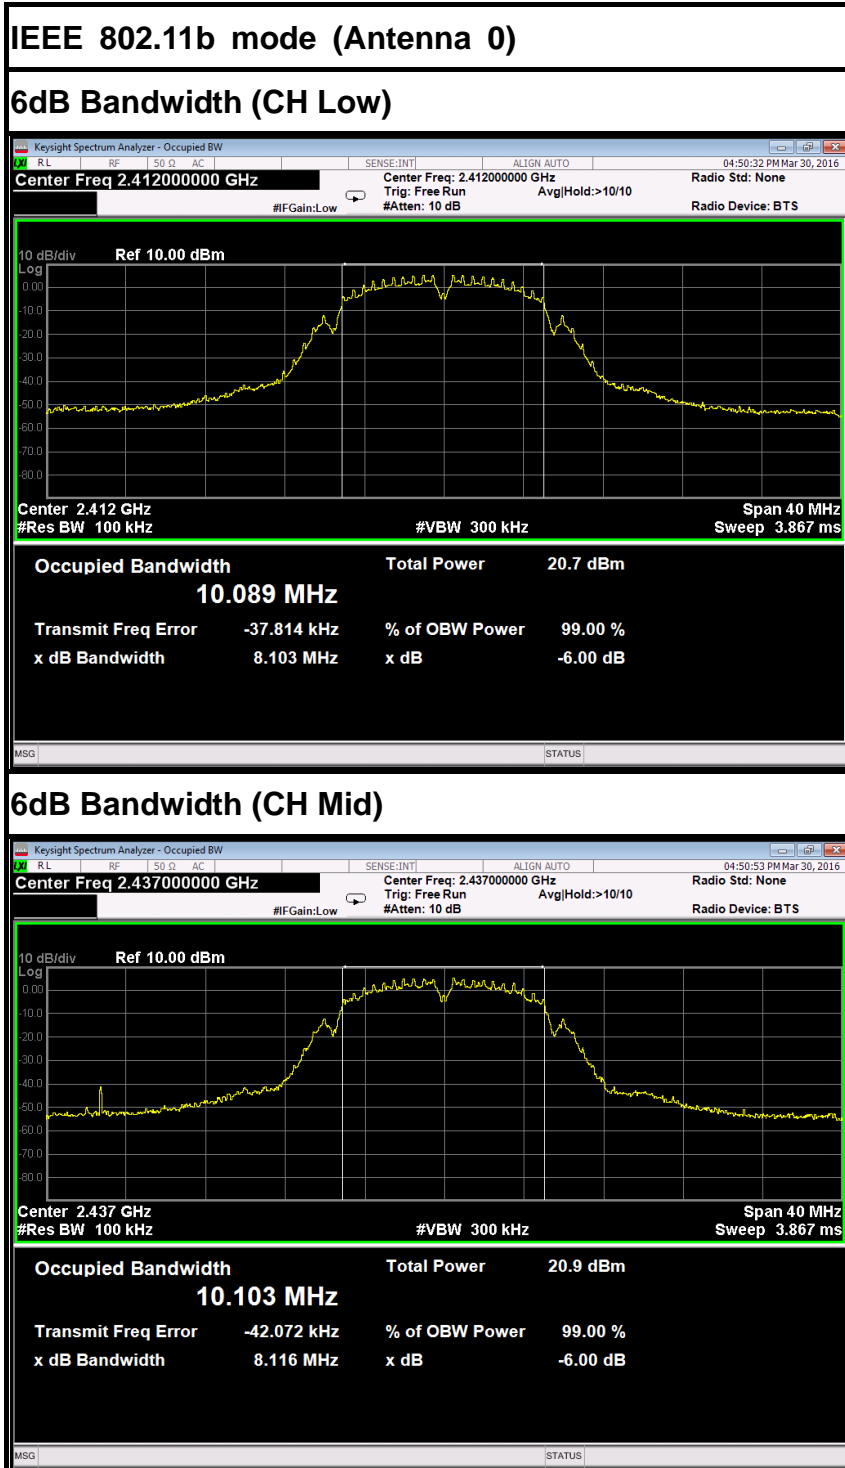 IEEE 802.11b mode (Antenna 0)
6dB Bandwidth (CH Low)
Keysight Spectrum Analyzer - Occupied BW
LXI RL RF 50 Ω AC SENSE:INT ALIGN AUTO 04:50:32 PM Mar 30, 2016
Center Freq 2.412000000 GHz Center Freq: 2.412000000 GHz Radio Std: None
Trig: Free Run Avg|Hold:>10/10
#IFGain:Low #Atten: 10 dB Radio Device: BTS
10 dB/div Ref 10.00 dBm
Log
0.00
-10.0
-20.0
-30.0
-40.0
-50.0
-60.0
-70.0
-80.0
Center 2.412 GHz Span 40 MHz
#Res BW 100 kHz #VBW 300 kHz Sweep 3.867 ms
Occupied Bandwidth Total Power 20.7 dBm
10.089 MHz
Transmit Freq Error -37.814 kHz % of OBW Power 99.00 %
x dB Bandwidth 8.103 MHz x dB -6.00 dB
MSG STATUS
6dB Bandwidth (CH Mid)
Keysight Spectrum Analyzer - Occupied BW
LXI RL RF 50 Ω AC SENSE:INT ALIGN AUTO 04:50:53 PM Mar 30, 2016
Center Freq 2.437000000 GHz Center Freq: 2.437000000 GHz Radio Std: None
Trig: Free Run Avg|Hold:>10/10
#IFGain:Low #Atten: 10 dB Radio Device: BTS
10 dB/div Ref 10.00 dBm
Log
0.00
-10.0
-20.0
-30.0
-40.0
-50.0
-60.0
-70.0
-80.0
Center 2.437 GHz Span 40 MHz
#Res BW 100 kHz #VBW 300 kHz Sweep 3.867 ms
Occupied Bandwidth Total Power 20.9 dBm
10.103 MHz
Transmit Freq Error -42.072 kHz % of OBW Power 99.00 %
x dB Bandwidth 8.116 MHz x dB -6.00 dB
MSG STATUS